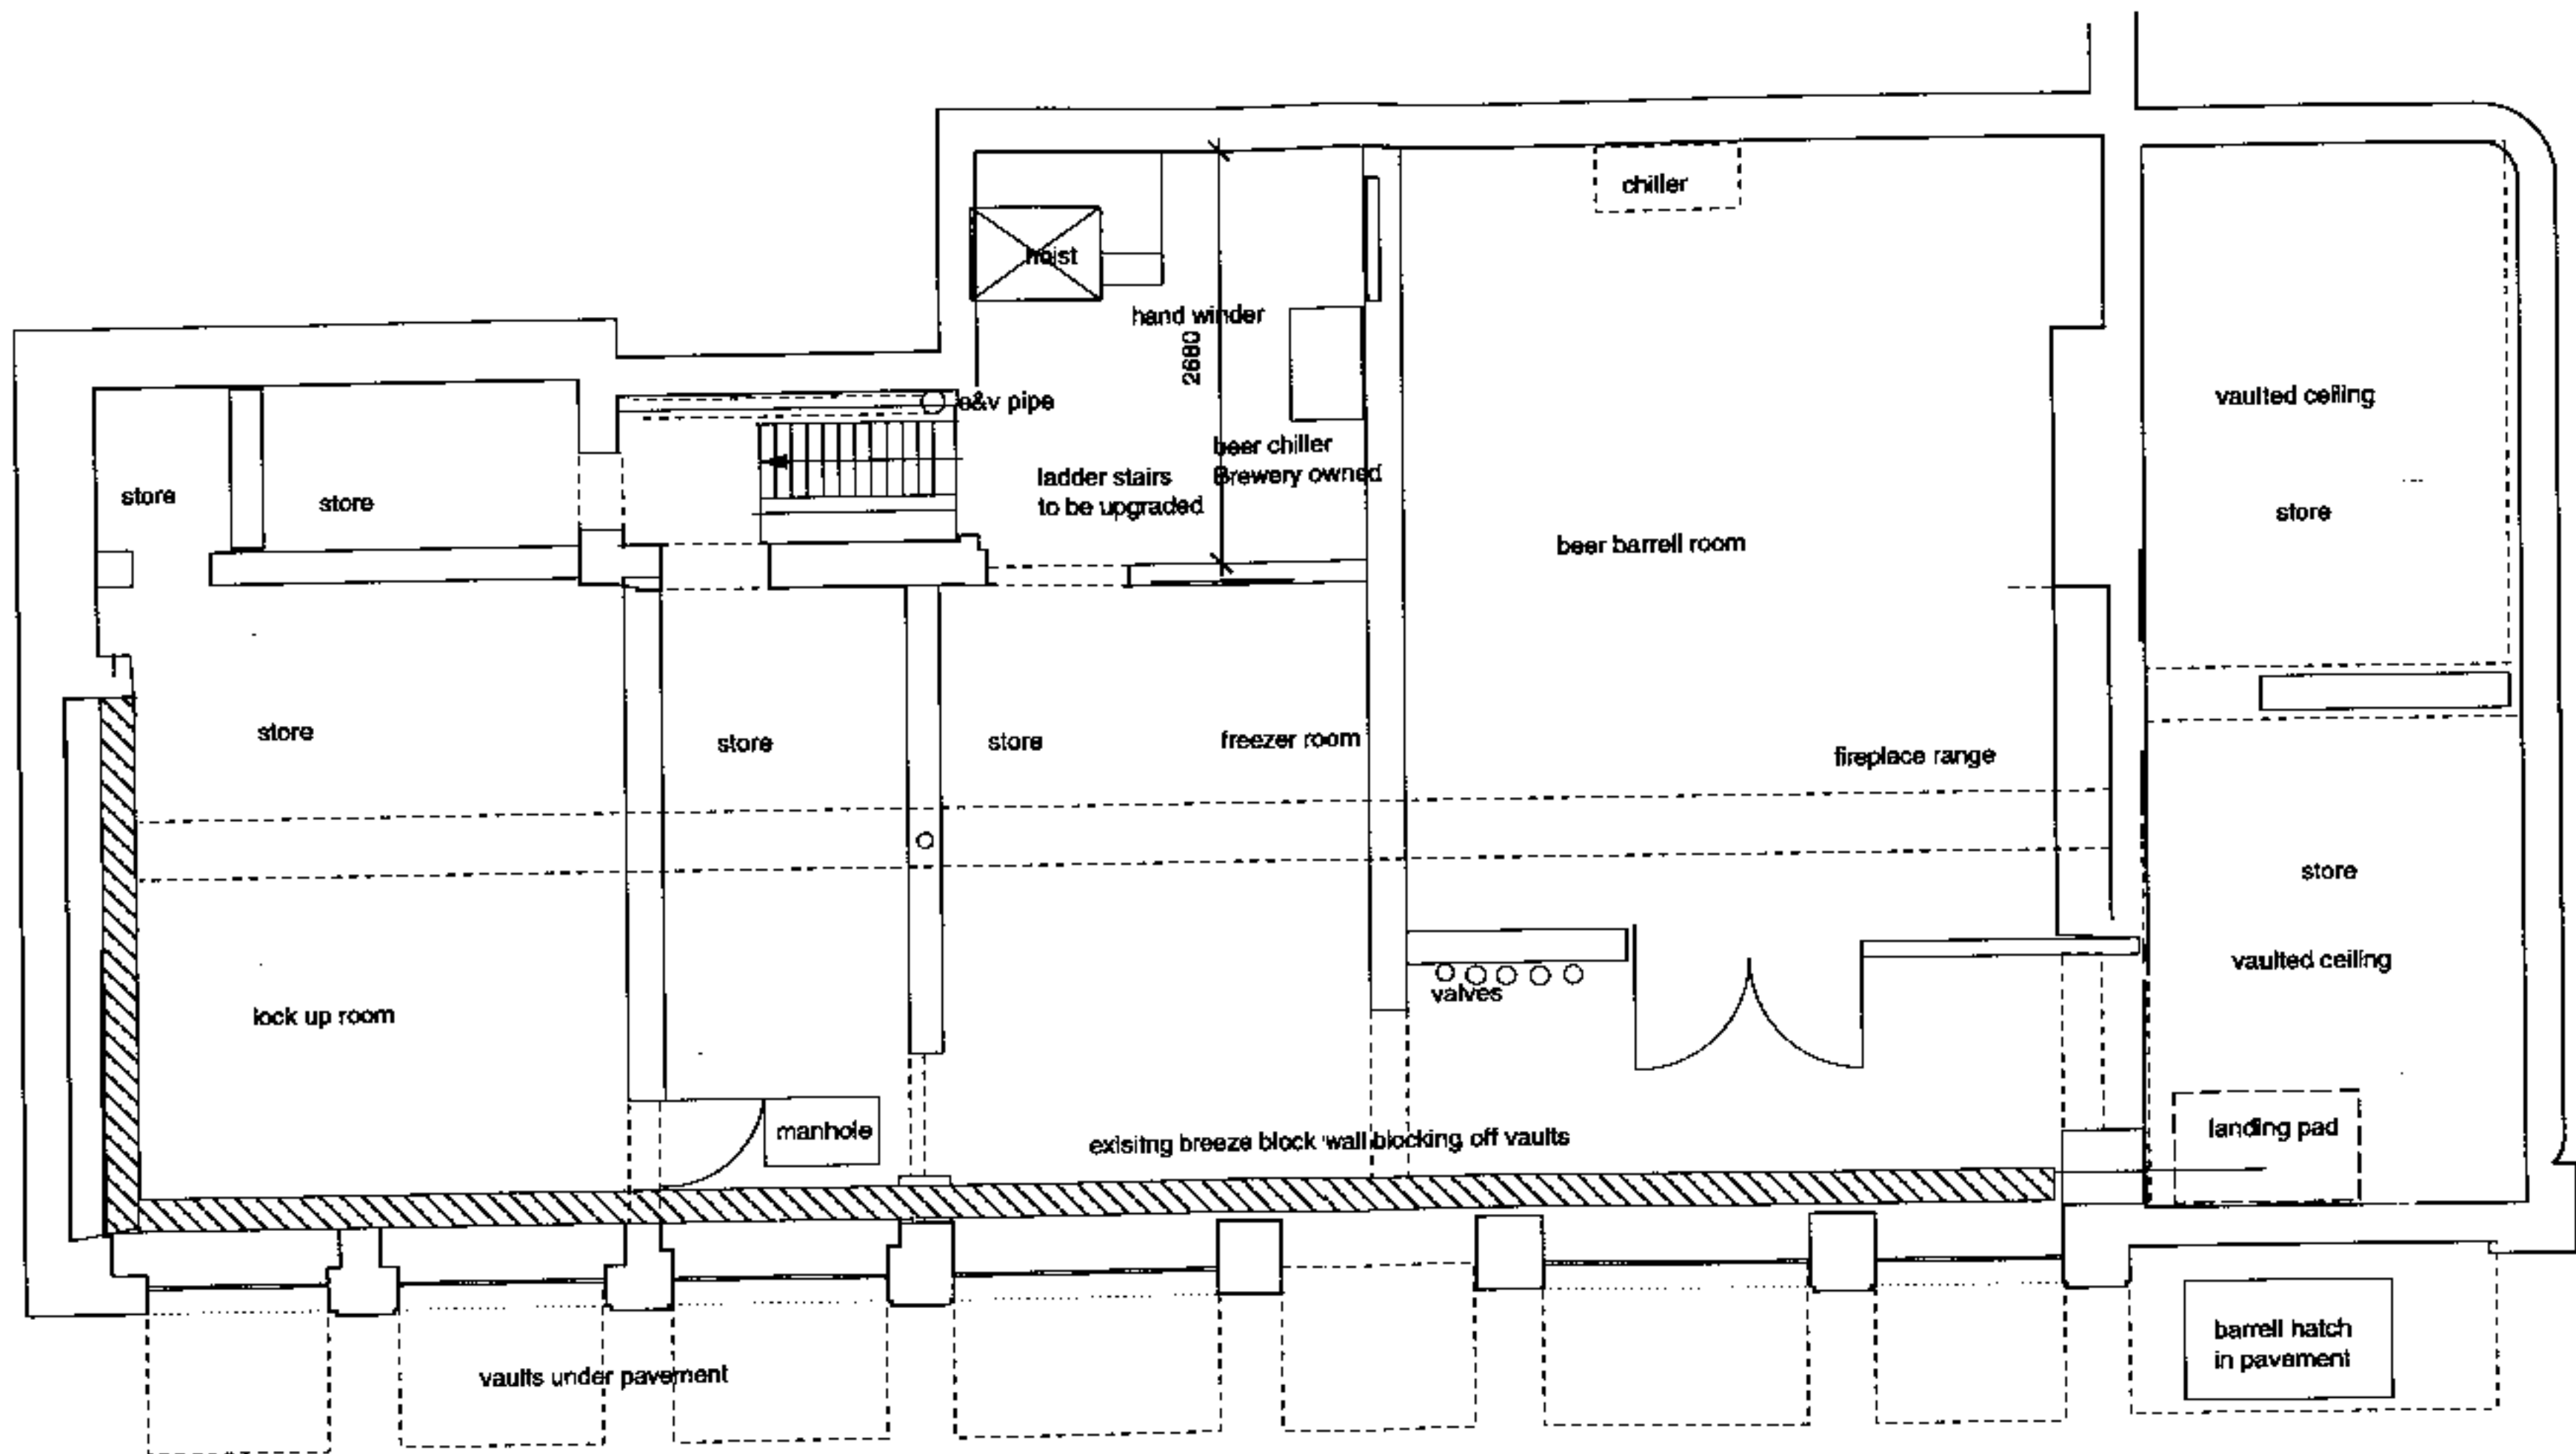 chiller
hoist
hand winder
2680
vaulted ceiling
s&v pipe
beer chiller
Brewery owned
ladder stairs
to be upgraded
store
store
store
beer barrell room
store
store
store
freezer room
fireplace range
store
vaulted ceiling
valves
lock up room
manhole
exisitng breeze block wall blocking off vaults
landing pad
barrell hatch
in pavement
vaults under pavement